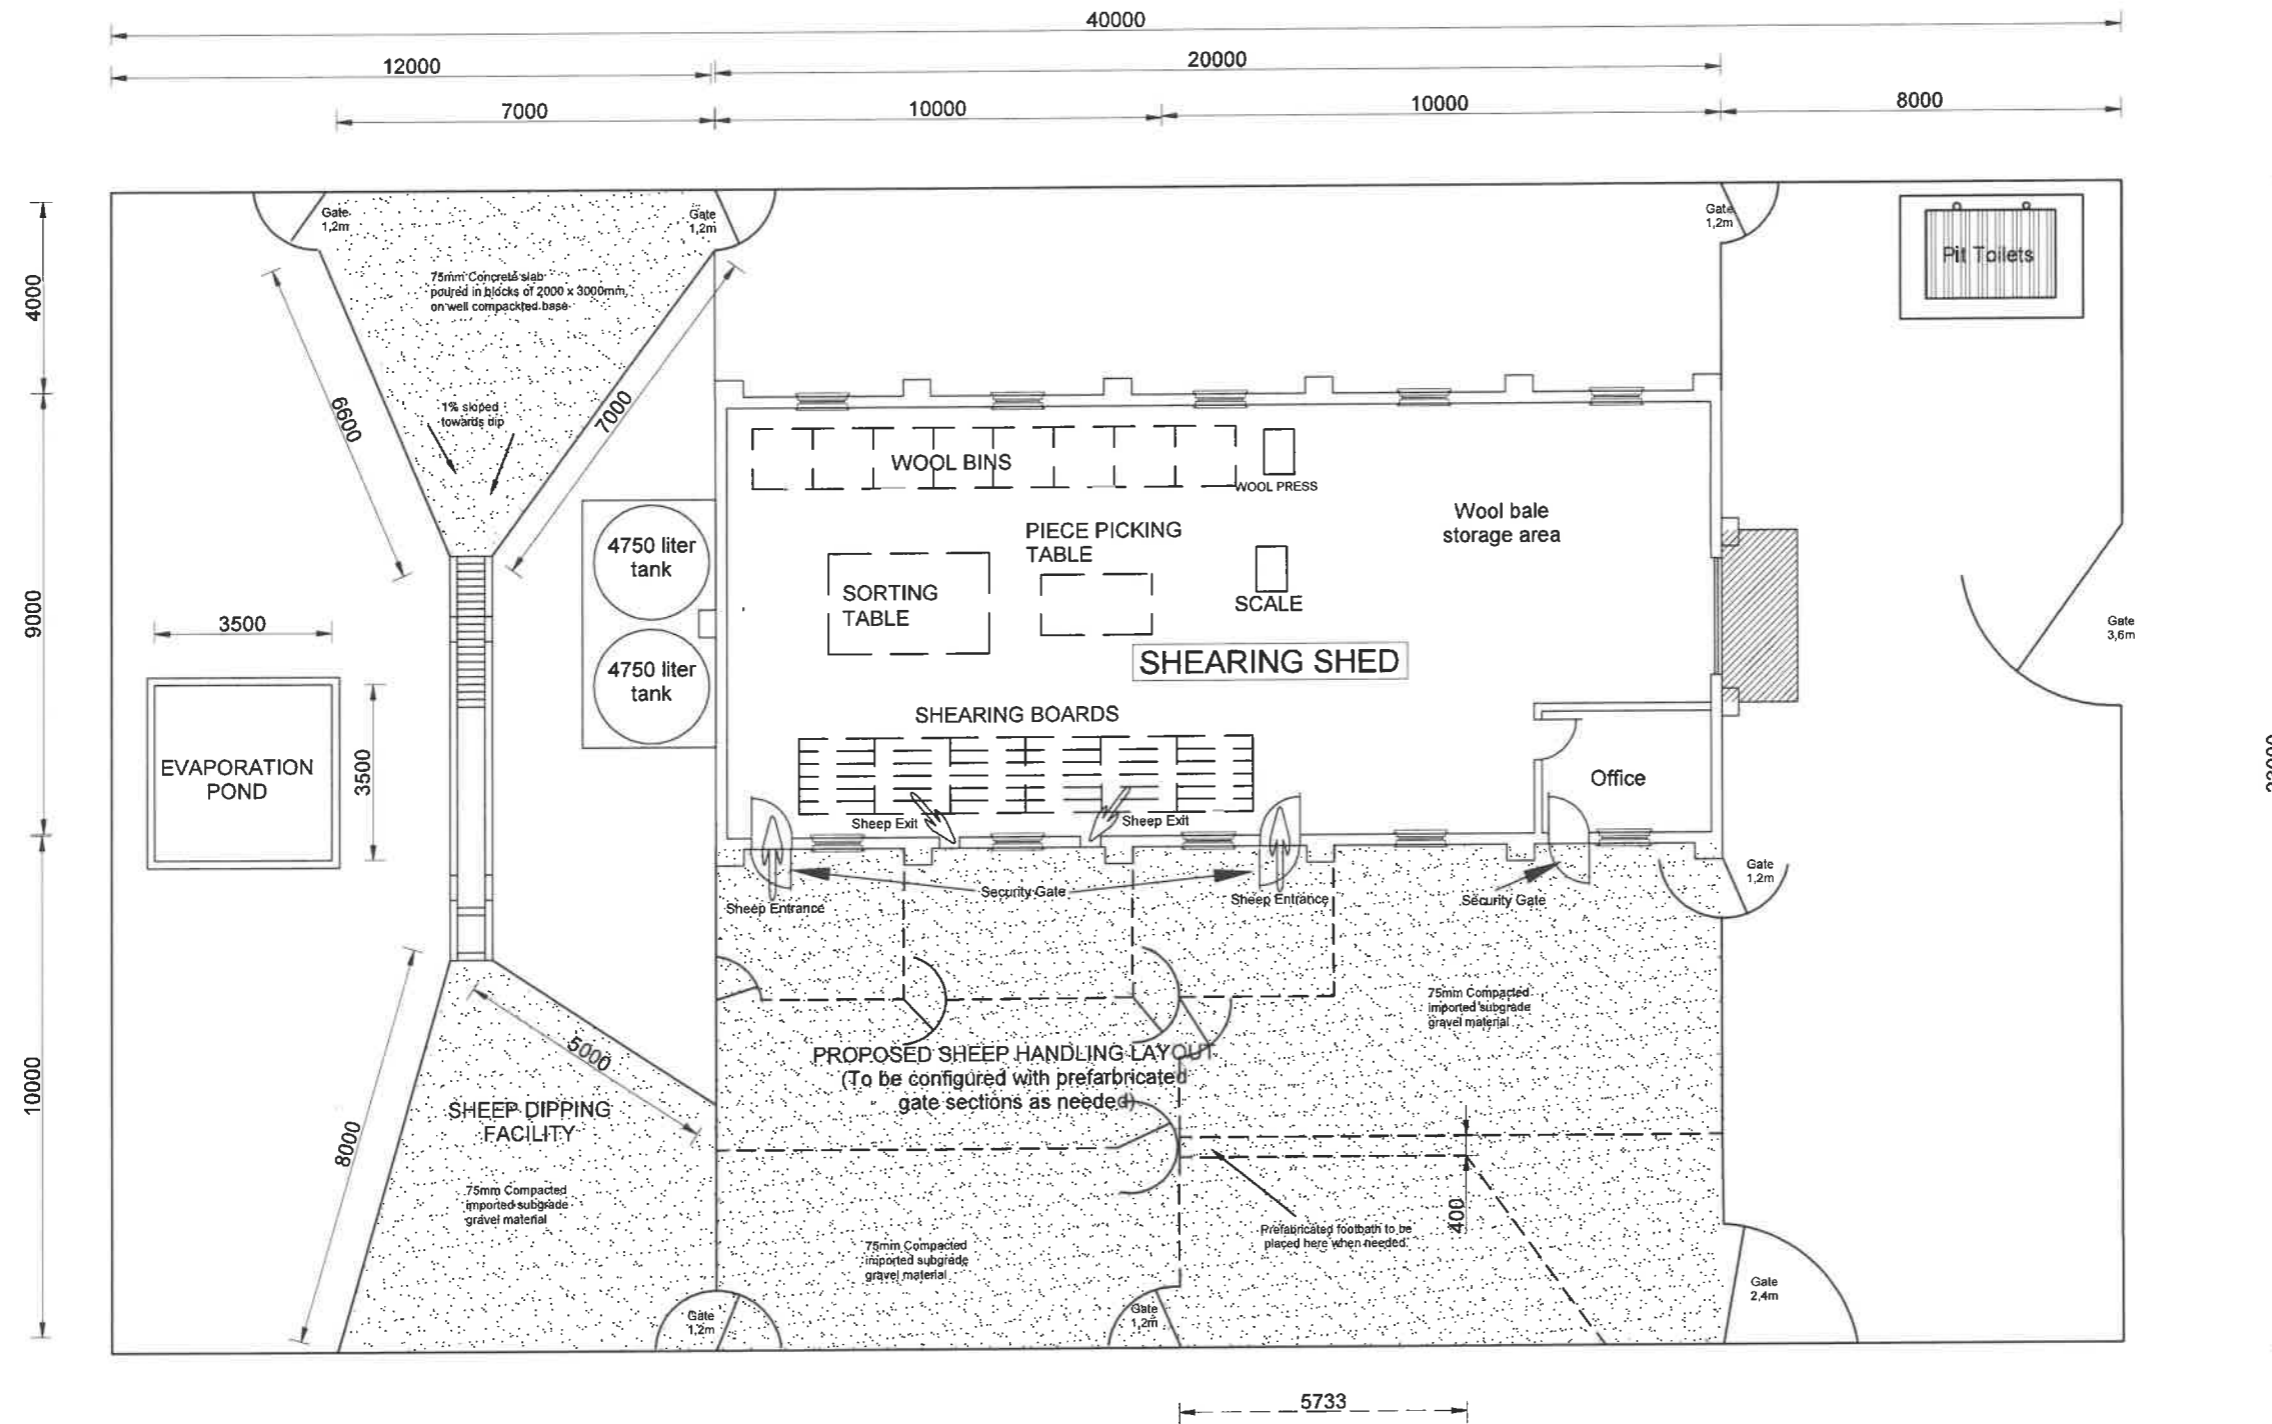 40000
12000
20000
7000
10000
10000
8000
Gate
1,2m
Gate
1,2m
Gate
1,2m
Pit Toilets
75mm Concrete slab
poured in blocks of 2000 x 3000mm,
on well compackted base
4000
6600
1% sloped
towards dip
7000
WOOL BINS
WOOL PRESS
Wool bale
storage area
PIECE PICKING
TABLE
4750 liter
tank
SORTING
TABLE
SCALE
9000
3500
Gate
3,6m
4750 liter
tank
SHEARING SHED
SHEARING BOARDS
EVAPORATION
POND
3500
Office
Sheep Exit
Sheep Exit
Gate
1,2m
Security Gate
Sheep Entrance
Sheep Entrance
Security Gate
75mm Compacted
imported subgrade
gravel material
10000
5000
PROPOSED SHEEP HANDLING LAYOUT
(To be configured with prefarbricated
gate sections as needed)
SHEEP DIPPING
FACILITY
8000
75mm Compacted
imported subgrade
gravel material
400
Prefabricated footbath to be
placed here when needed.
75mm Compacted
imported subgrade
gravel material
Gate
2,4m
Gate
1,2m
Gate
1,2m
5733